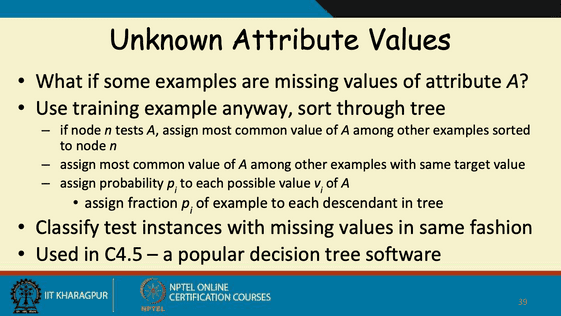 Unknown Attribute Values
• What if some examples are missing values of attribute A?
• Use training example anyway, sort through tree
– if node n tests A, assign most common value of A among other examples sorted
to node n
– assign most common value of A among other examples with same target value
– assign probability pi to each possible value vi of A
• assign fraction pi of example to each descendant in tree
• Classify test instances with missing values in same fashion
• Used in C4.5 – a popular decision tree software
IIT KHARAGPUR
NPTEL
NPTEL ONLINE
CERTIFICATION COURSES
39